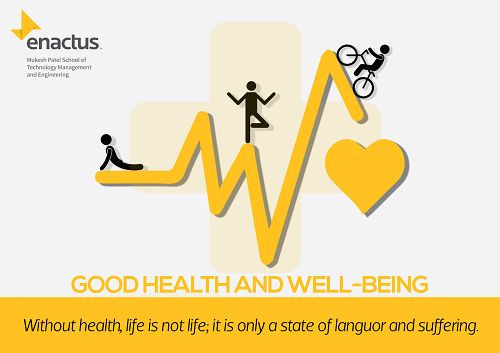 enactus™
Mukesh Patel School of
Technology Management
and Engineering
GOOD HEALTH AND WELL-BEING
Without health, life is not life; it is only a state of languor and suffering.